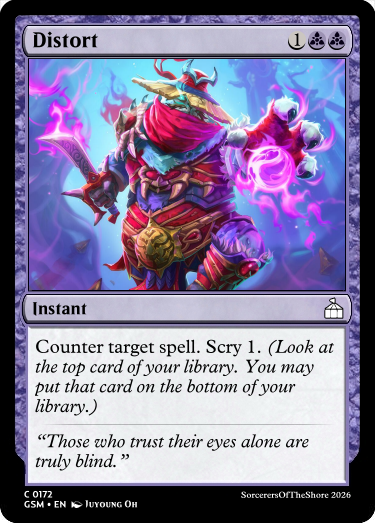 Distort 1
Instant
Counter target spell. Scry 1. (Look at
the top card of your library. You may
put that card on the bottom of your
library.)
“Those who trust their eyes alone are
truly blind.”
C 0172
GSM • EN Juyoung Oh
SorcerersOfTheShore 2026